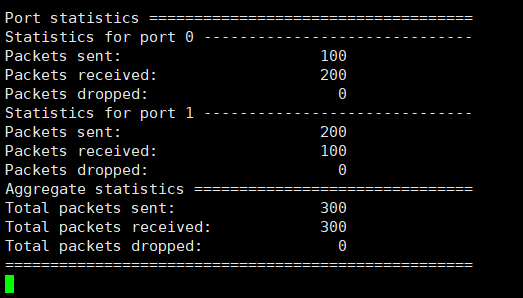 Port statistics ====================================
Statistics for port 0 ------------------------------
Packets sent:                      100
Packets received:                  200
Packets dropped:                     0
Statistics for port 1 ------------------------------
Packets sent:                      200
Packets received:                  100
Packets dropped:                     0
Aggregate statistics ===============================
Total packets sent:                300
Total packets received:            300
Total packets dropped:               0
====================================================